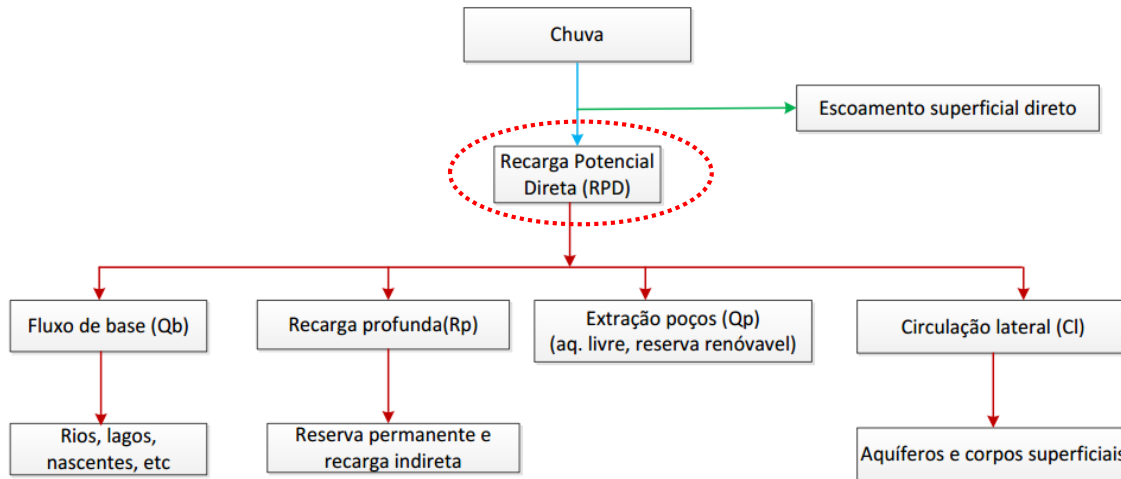 Chuva
Escoamento superficial direto
Recarga Potencial
Direta (RPD)
Fluxo de base (Qb)
Recarga profunda(Rp)
Extração poços (Qp)
(aq. livre, reserva renóvavel)
Circulação lateral (Cl)
Rios, lagos,
nascentes, etc
Reserva permanente e
recarga indireta
Aquíferos e corpos superficiais